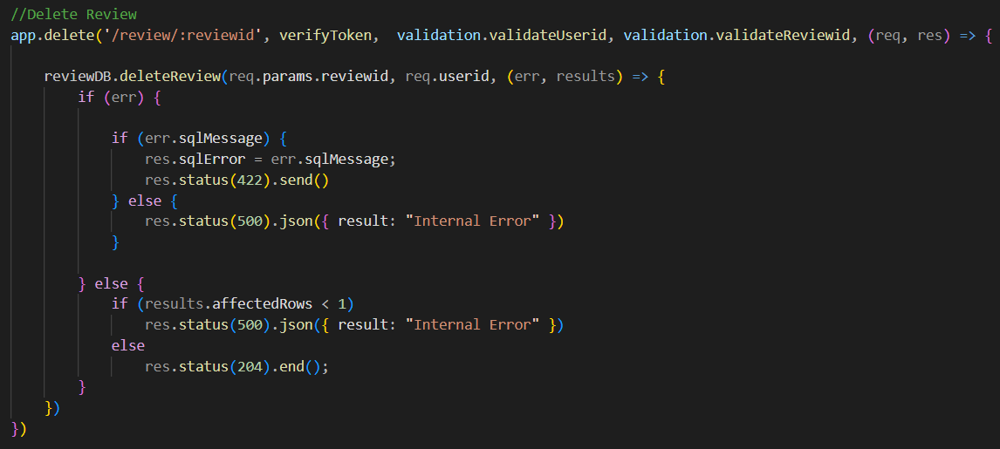 //Delete Review
app.delete('/review/:reviewid', verifyToken,  validation.validateUserid, validation.validateReviewid, (req, res) => {
    reviewDB.deleteReview(req.params.reviewid, req.userid, (err, results) => {
        if (err) {
            if (err.sqlMessage) {
                res.sqlError = err.sqlMessage;
                res.status(422).send()
            } else {
                res.status(500).json({ result: "Internal Error" })
            }
        } else {
            if (results.affectedRows < 1)
                res.status(500).json({ result: "Internal Error" })
            else
                res.status(204).end();
        }
    })
})